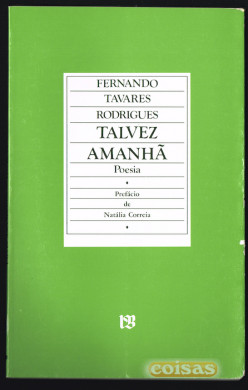 FERNANDO
TAVARES
RODRIGUES
TALVEZ
AMANHÃ
Poesia
Prefácio
de
Natália Correia
coisas